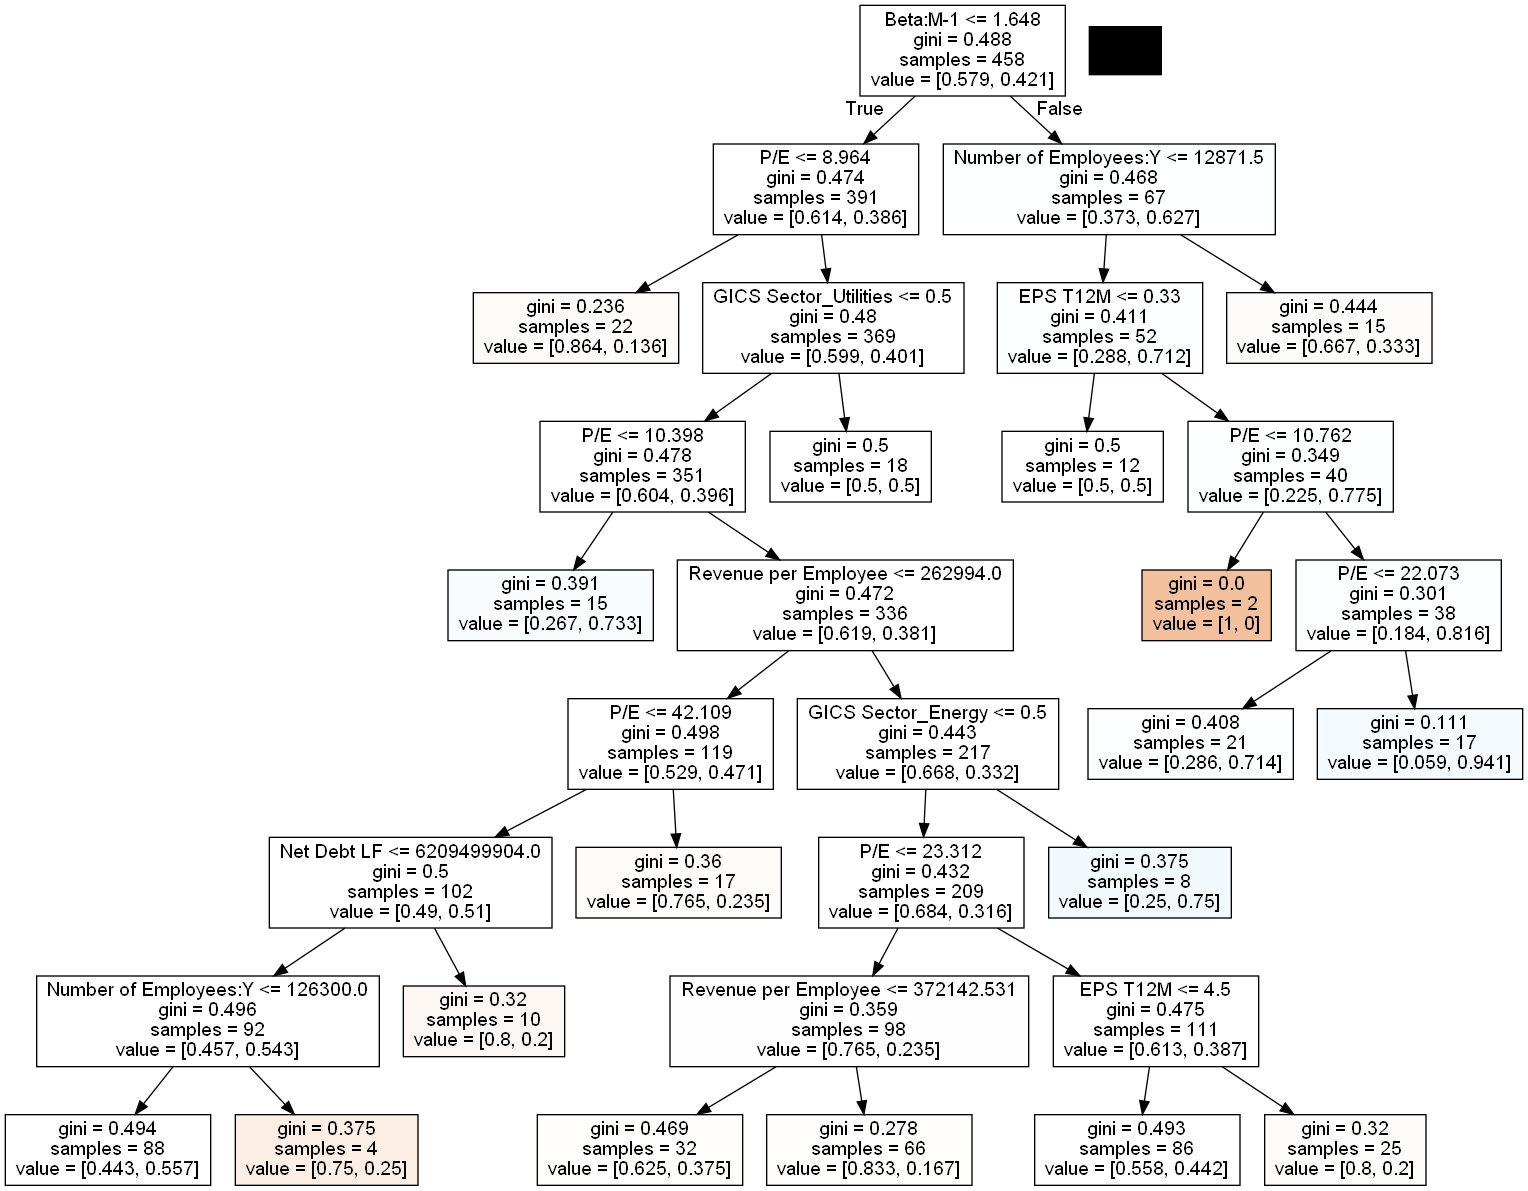 Beta:M-1 <= 1.648
gini = 0.488
samples = 458
value = [0.579, 0.421]
True
False
P/E <= 8.964
gini = 0.474
samples = 391
value = [0.614, 0.386]
Number of Employees:Y <= 12871.5
gini = 0.468
samples = 67
value = [0.373, 0.627]
gini = 0.236
samples = 22
value = [0.864, 0.136]
GICS Sector_Utilities <= 0.5
gini = 0.48
samples = 369
value = [0.599, 0.401]
EPS T12M <= 0.33
gini = 0.411
samples = 52
value = [0.288, 0.712]
gini = 0.444
samples = 15
value = [0.667, 0.333]
P/E <= 10.398
gini = 0.478
samples = 351
value = [0.604, 0.396]
gini = 0.5
samples = 18
value = [0.5, 0.5]
gini = 0.5
samples = 12
value = [0.5, 0.5]
P/E <= 10.762
gini = 0.349
samples = 40
value = [0.225, 0.775]
gini = 0.391
samples = 15
value = [0.267, 0.733]
Revenue per Employee <= 262994.0
gini = 0.472
samples = 336
value = [0.619, 0.381]
gini = 0.0
samples = 2
value = [1, 0]
P/E <= 22.073
gini = 0.301
samples = 38
value = [0.184, 0.816]
P/E <= 42.109
gini = 0.498
samples = 119
value = [0.529, 0.471]
GICS Sector_Energy <= 0.5
gini = 0.443
samples = 217
value = [0.668, 0.332]
gini = 0.408
samples = 21
value = [0.286, 0.714]
gini = 0.111
samples = 17
value = [0.059, 0.941]
Net Debt LF <= 6209499904.0
gini = 0.5
samples = 102
value = [0.49, 0.51]
gini = 0.36
samples = 17
value = [0.765, 0.235]
P/E <= 23.312
gini = 0.432
samples = 209
value = [0.684, 0.316]
gini = 0.375
samples = 8
value = [0.25, 0.75]
Number of Employees:Y <= 126300.0
gini = 0.496
samples = 92
value = [0.457, 0.543]
gini = 0.32
samples = 10
value = [0.8, 0.2]
Revenue per Employee <= 372142.531
gini = 0.359
samples = 98
value = [0.765, 0.235]
EPS T12M <= 4.5
gini = 0.475
samples = 111
value = [0.613, 0.387]
gini = 0.494
samples = 88
value = [0.443, 0.557]
gini = 0.375
samples = 4
value = [0.75, 0.25]
gini = 0.469
samples = 32
value = [0.625, 0.375]
gini = 0.278
samples = 66
value = [0.833, 0.167]
gini = 0.493
samples = 86
value = [0.558, 0.442]
gini = 0.32
samples = 25
value = [0.8, 0.2]